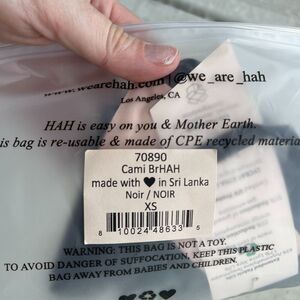 www.wearehah.com | @we_are_hah
Los Angeles, CA
HAH is easy on you & Mother Earth.
is bag is re-usable & made of CPE recycled materia
70890
Cami BrHAH
made with ♥ in Sri Lanka
Noir / NOIR
XS
8 10024 48633 5
WARNING: THIS BAG IS NOT A TOY.
TO AVOID DANGER OF SUFFOCATION, KEEP THIS PLASTIC
BAG AWAY FROM BABIES AND CHILDREN.